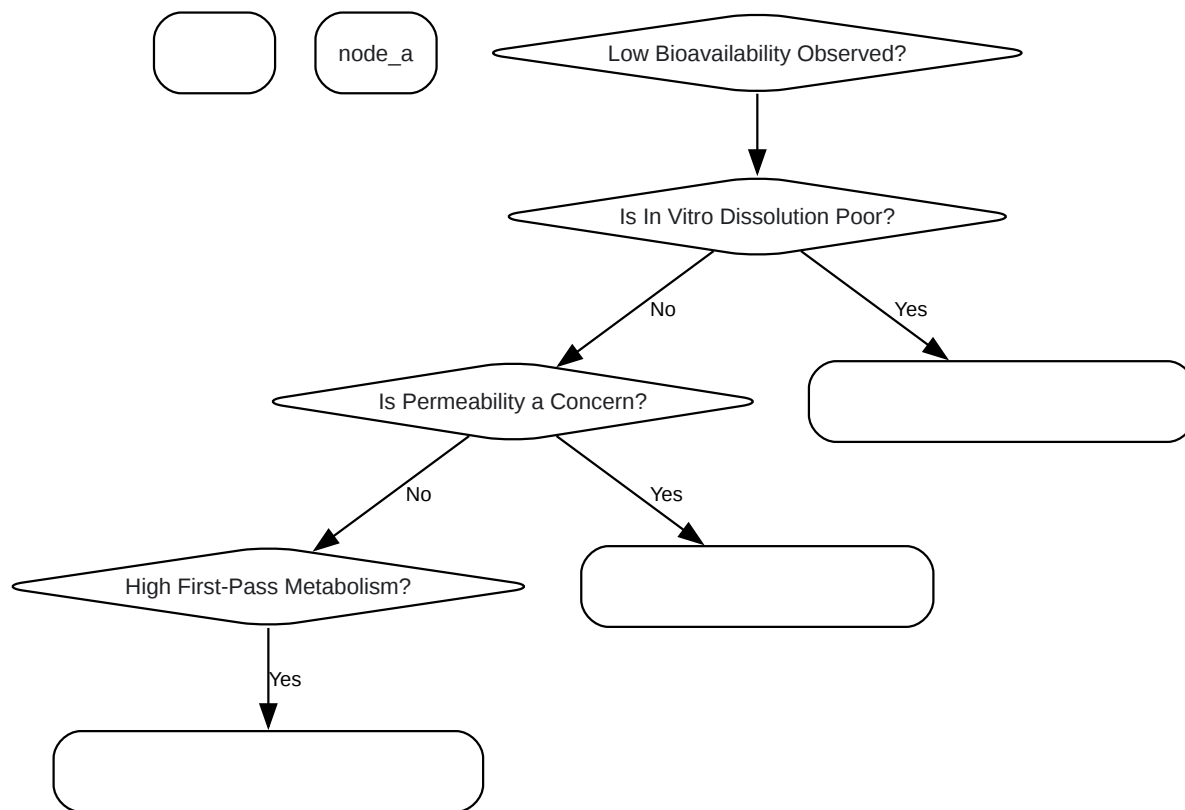 node_a
Low Bioavailability Observed?
Is In Vitro Dissolution Poor?
No
Yes
Is Permeability a Concern?
No
Yes
High First-Pass Metabolism?
Yes